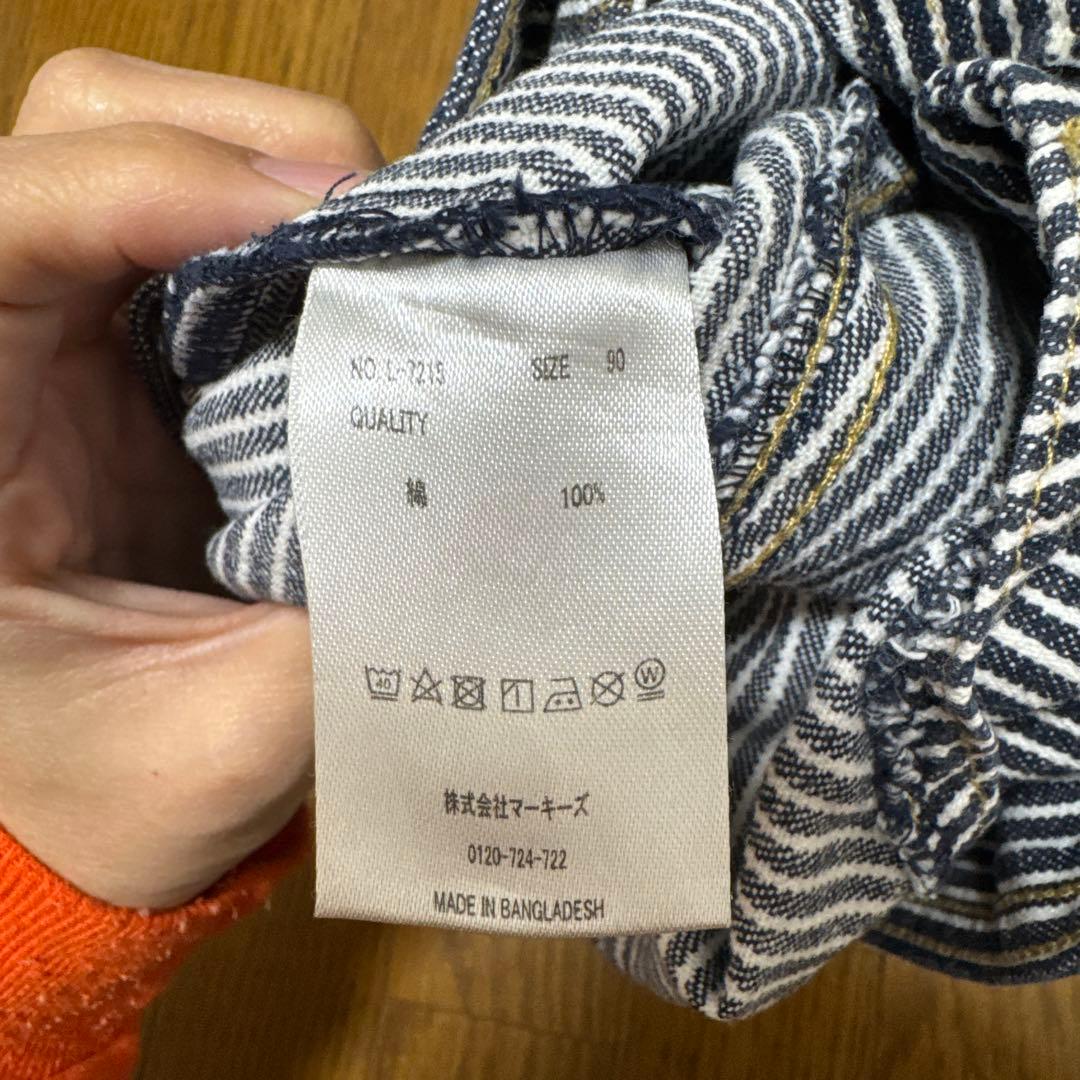 NO. L-7215 SIZE 90
QUALITY
綿 100%
40 W
株式会社マーキーズ
0120-724-722
MADE IN BANGLADESH